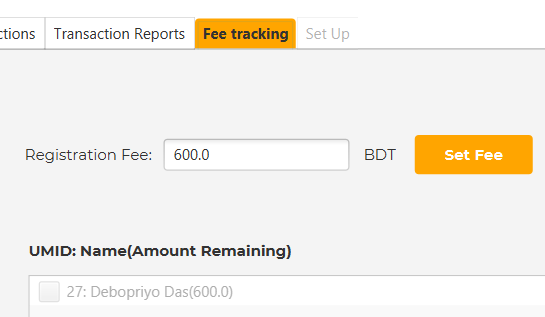 ctions Transaction Reports Fee tracking Set Up
Registration Fee: 600.0 BDT Set Fee
UMID: Name(Amount Remaining)
27: Debopriyo Das(600.0)